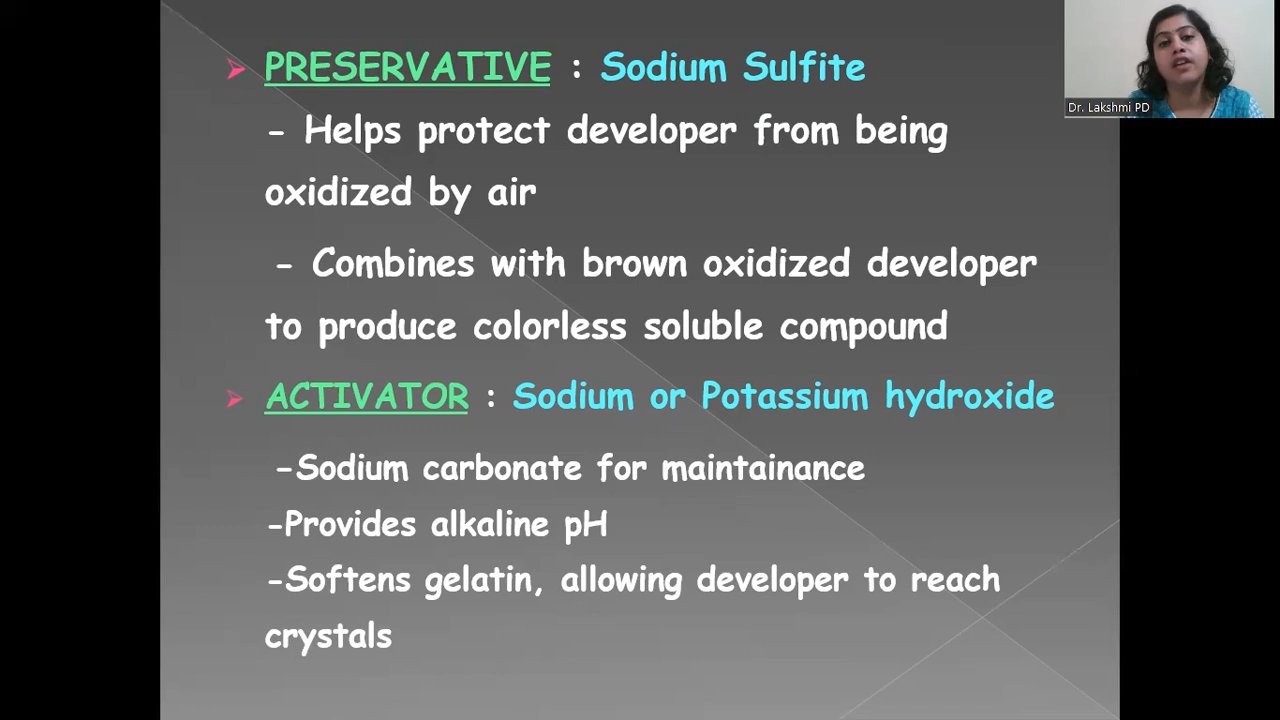 PRESERVATIVE : Sodium Sulfite
- Helps protect developer from being
oxidized by air
- Combines with brown oxidized developer
to produce colorless soluble compound
ACTIVATOR : Sodium or Potassium hydroxide
-Sodium carbonate for maintainance
-Provides alkaline pH
-Softens gelatin, allowing developer to reach
crystals
Dr. Lakshmi PD